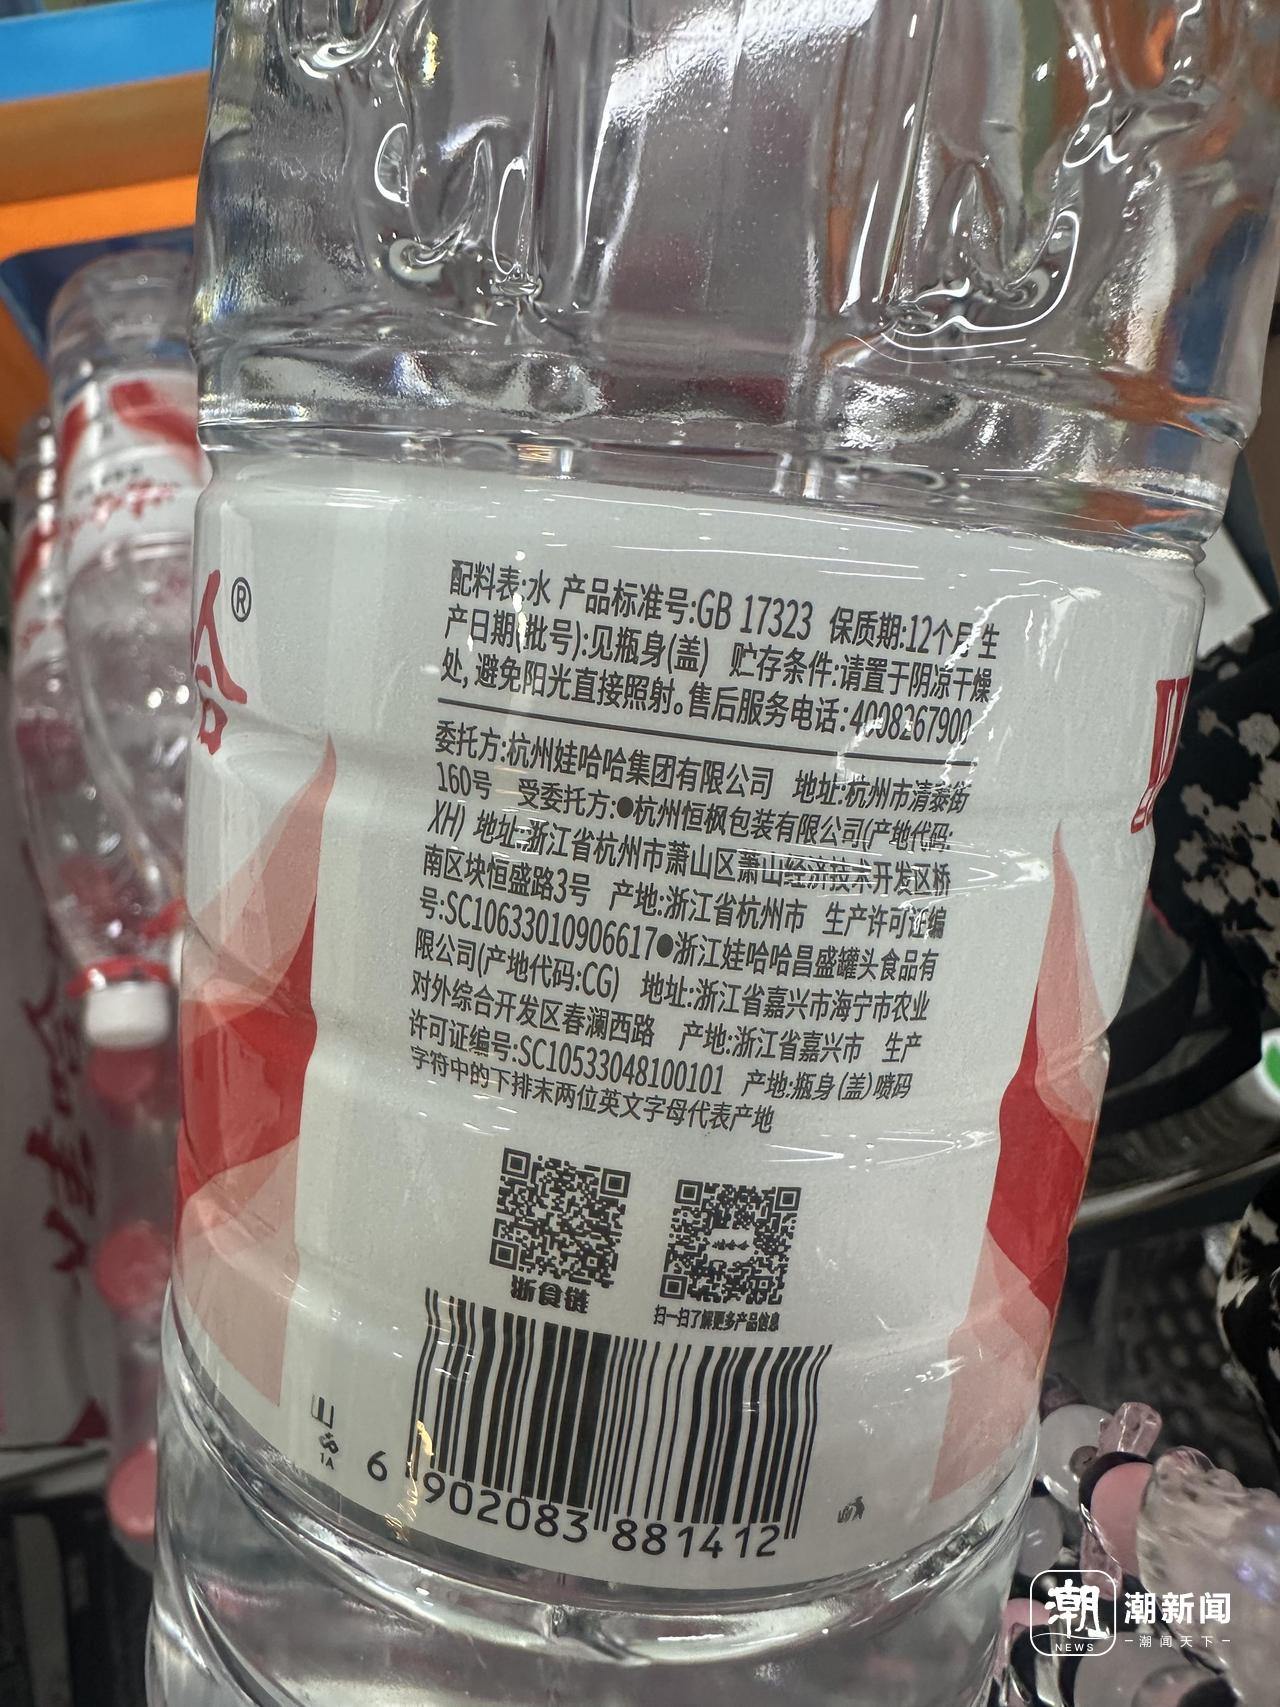 哈®
配料表:水 产品标准号:GB 17323 保质期:12个月 生
产日期(批号):见瓶身(盖) 贮存条件:请置于阴凉干燥
处,避免阳光直接照射。售后服务电话:4008267900
委托方:杭州娃哈哈集团有限公司 地址:杭州市清泰街
160号 受委托方:●杭州恒枫包装有限公司(产地代码:
XH) 地址:浙江省杭州市萧山区萧山经济技术开发区桥
南区块恒盛路3号 产地:浙江省杭州市 生产许可证编
号:SC10633010906617●浙江娃哈哈昌盛罐头食品有
限公司(产地代码:CG) 地址:浙江省嘉兴市海宁市农业
对外综合开发区春澜西路 产地:浙江省嘉兴市 生产
许可证编号:SC10533048100101 产地:瓶身(盖)喷码
字符中的下排末两位英文字母代表产地
浙食链
扫一扫了解更多产品信息
山
1A
6 902083 881412
潮 NEWS
潮新闻
潮闻天下